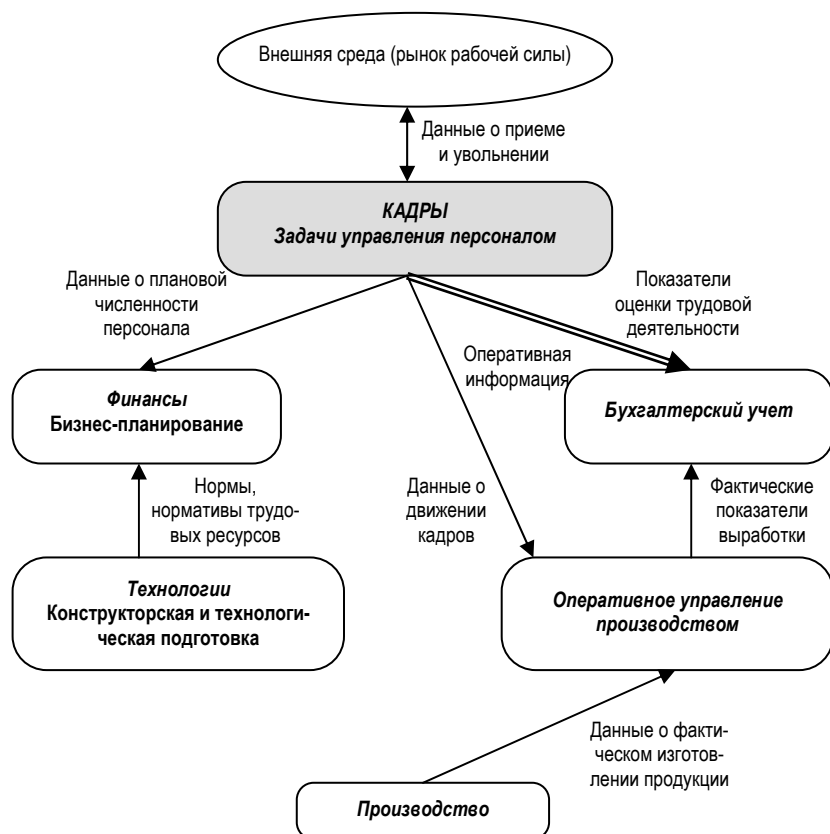 Внешняя среда (рынок рабочей силы)
Данные о приеме
и увольнении
КАДРЫ
Задачи управления персоналом
Данные о плановой
численности
персонала
Показатели
оценки трудовой
деятельности
Оперативная
информация
Финансы
Бизнес-планирование
Бухгалтерский учет
Нормы,
нормативы трудо-
вых ресурсов
Данные о
движении
кадров
Фактические
показатели
выработки
Технологии
Конструкторская и технологи-
ческая подготовка
Оперативное управление
производством
Данные о факти-
ческом изготов-
лении продукции
Производство